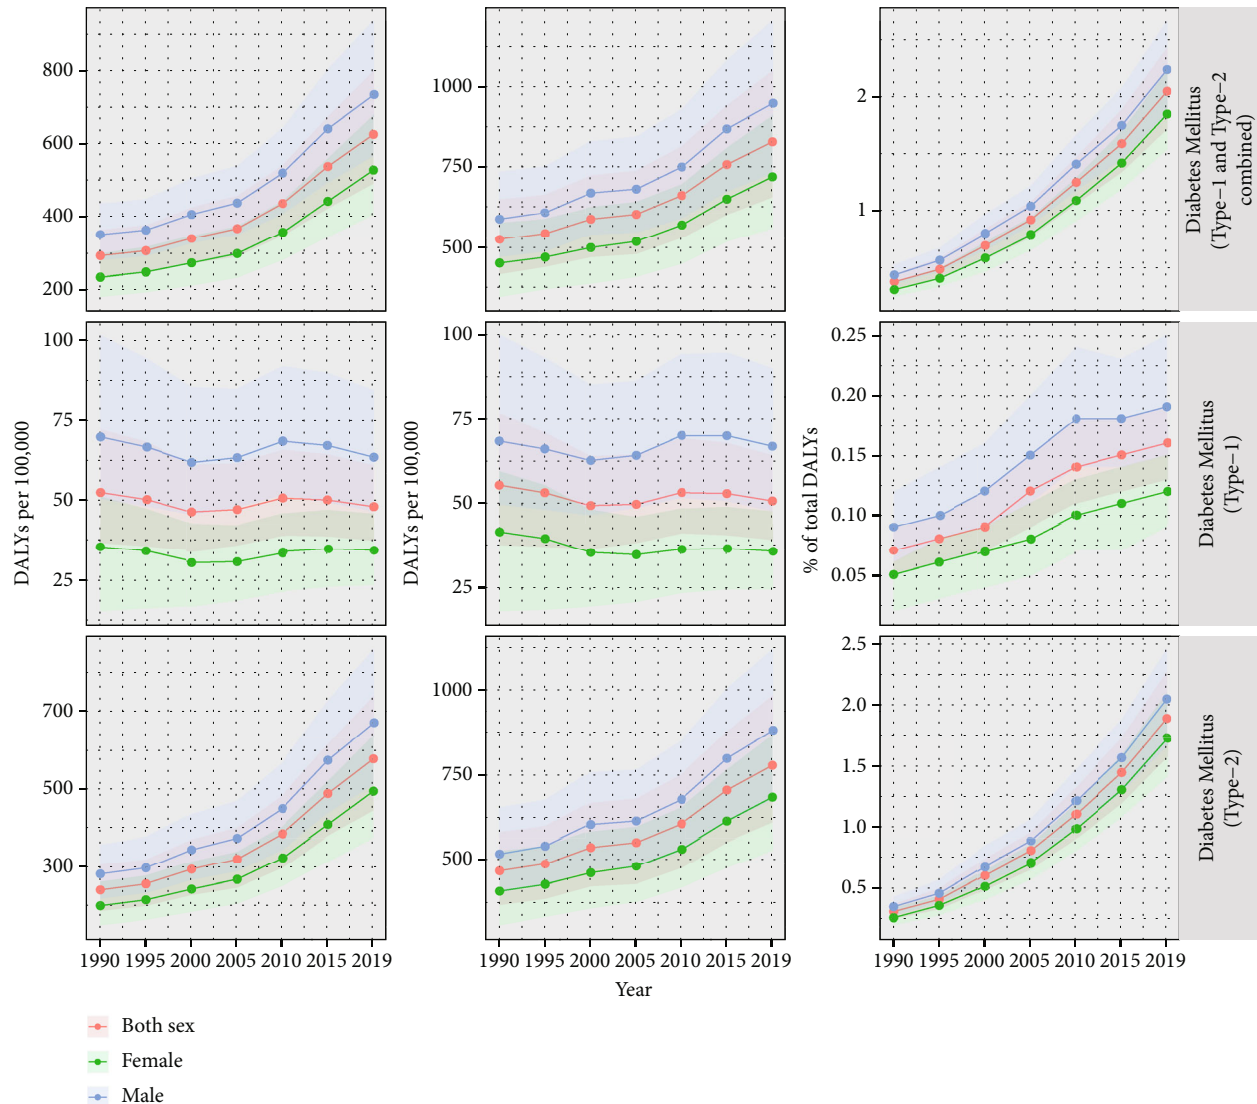 800
600
400
200
1000
750
500
2
1
Diabetes Mellitus
(Type−1 and Type−2
combined)
DALYs per 100,000
100
75
50
25
DALYs per 100,000
100
75
50
25
% of total DALYs
0.25
0.20
0.15
0.10
0.05
Diabetes Mellitus
(Type−1)
700
500
300
1000
750
500
2.5
2.0
1.5
1.0
0.5
Diabetes Mellitus
(Type−2)
1990 1995 2000 2005 2010 2015 2019
1990 1995 2000 2005 2010 2015 2019
1990 1995 2000 2005 2010 2015 2019
Year
Both sex
Female
Male